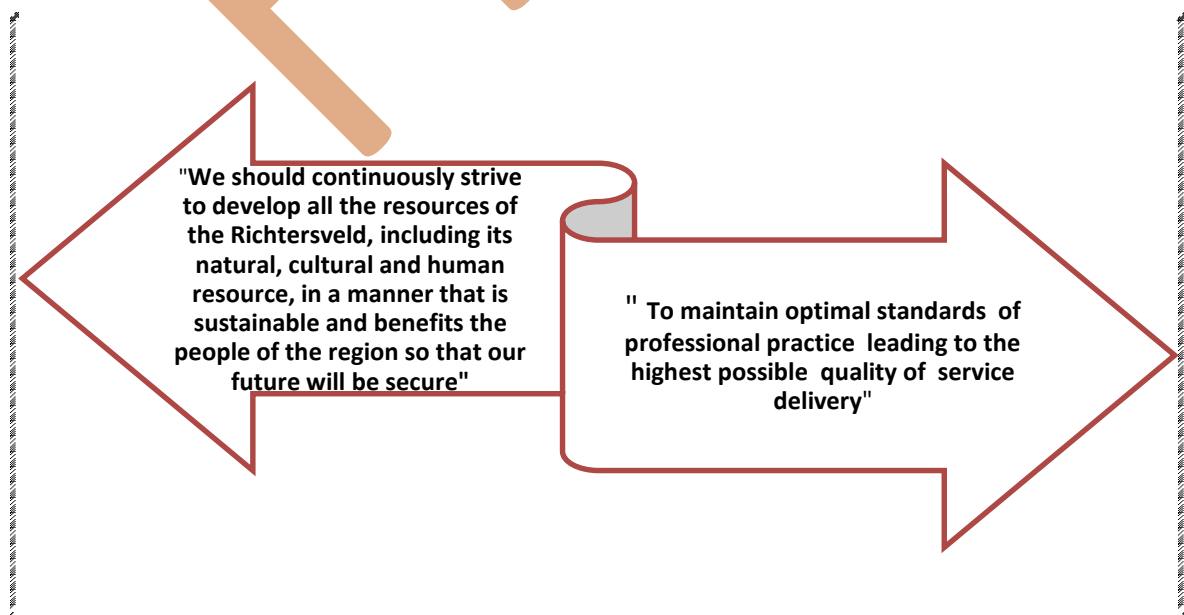 "We should continuously strive
to develop all the resources of
the Richtersveld, including its
natural, cultural and human
resource, in a manner that is
sustainable and benefits the
people of the region so that our
future will be secure"
" To maintain optimal standards of
professional practice leading to the
highest possible quality of service
delivery"